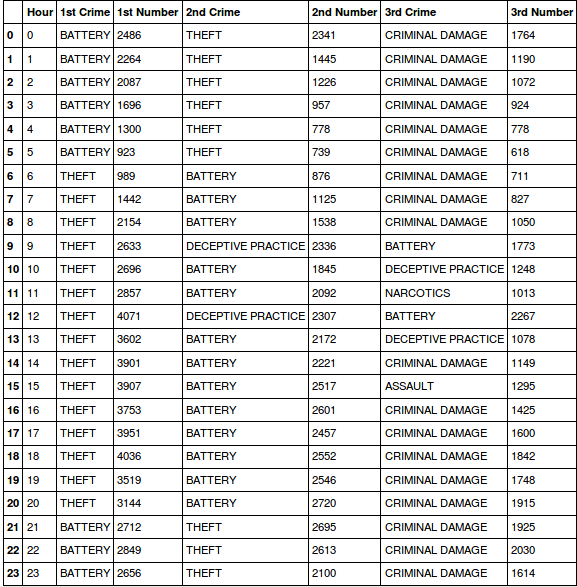 Hour 1st Crime 1st Number 2nd Crime 2nd Number 3rd Crime 3rd Number
0 0 BATTERY 2486 THEFT 2341 CRIMINAL DAMAGE 1764
1 1 BATTERY 2264 THEFT 1445 CRIMINAL DAMAGE 1190
2 2 BATTERY 2087 THEFT 1226 CRIMINAL DAMAGE 1072
3 3 BATTERY 1696 THEFT 957 CRIMINAL DAMAGE 924
4 4 BATTERY 1300 THEFT 778 CRIMINAL DAMAGE 778
5 5 BATTERY 923 THEFT 739 CRIMINAL DAMAGE 618
6 6 THEFT 989 BATTERY 876 CRIMINAL DAMAGE 711
7 7 THEFT 1442 BATTERY 1125 CRIMINAL DAMAGE 827
8 8 THEFT 2154 BATTERY 1538 CRIMINAL DAMAGE 1050
9 9 THEFT 2633 DECEPTIVE PRACTICE 2336 BATTERY 1773
10 10 THEFT 2696 BATTERY 1845 DECEPTIVE PRACTICE 1248
11 11 THEFT 2857 BATTERY 2092 NARCOTICS 1013
12 12 THEFT 4071 DECEPTIVE PRACTICE 2307 BATTERY 2267
13 13 THEFT 3602 BATTERY 2172 DECEPTIVE PRACTICE 1078
14 14 THEFT 3901 BATTERY 2221 CRIMINAL DAMAGE 1149
15 15 THEFT 3907 BATTERY 2517 ASSAULT 1295
16 16 THEFT 3753 BATTERY 2601 CRIMINAL DAMAGE 1425
17 17 THEFT 3951 BATTERY 2457 CRIMINAL DAMAGE 1600
18 18 THEFT 4036 BATTERY 2552 CRIMINAL DAMAGE 1842
19 19 THEFT 3519 BATTERY 2546 CRIMINAL DAMAGE 1748
20 20 THEFT 3144 BATTERY 2720 CRIMINAL DAMAGE 1915
21 21 BATTERY 2712 THEFT 2695 CRIMINAL DAMAGE 1925
22 22 BATTERY 2849 THEFT 2613 CRIMINAL DAMAGE 2030
23 23 BATTERY 2656 THEFT 2100 CRIMINAL DAMAGE 1614